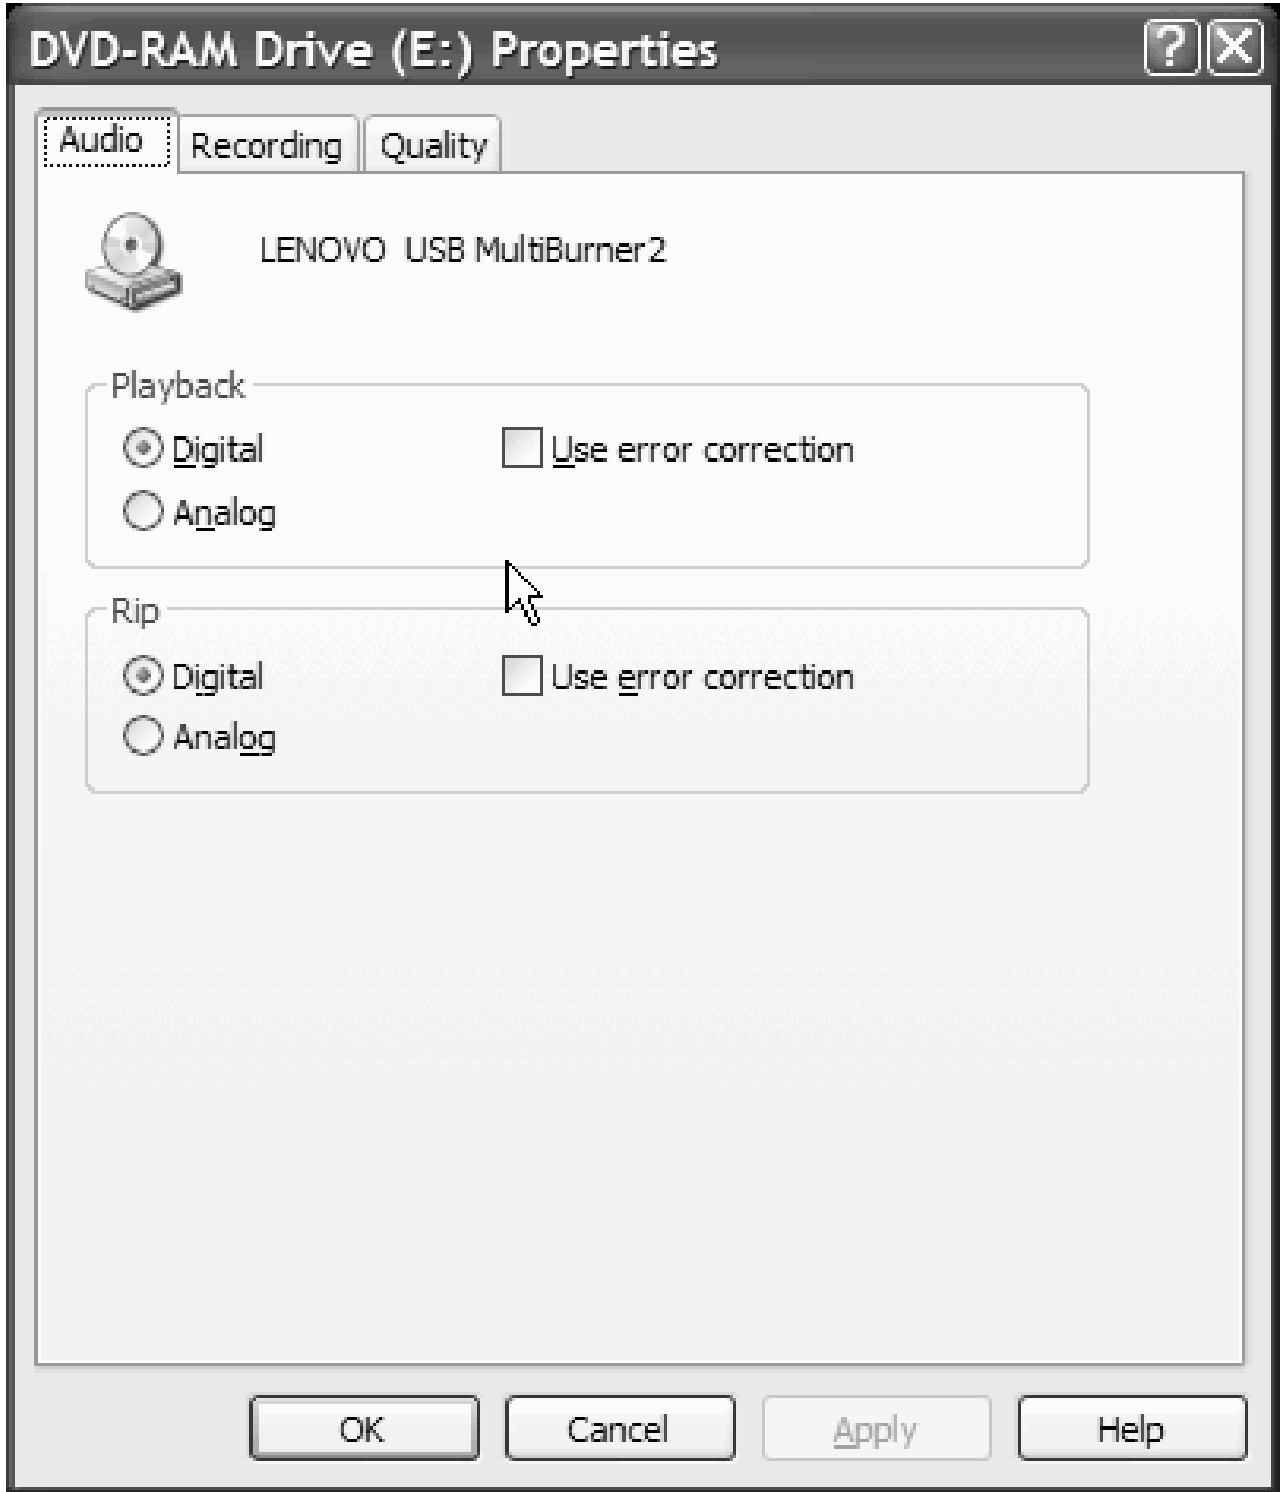 DVD-RAM Drive (E:) Properties
Audio Recording Quality
LENOVO USB MultiBurner2
Playback
Digital Use error correction
Analog
Rip
Digital Use error correction
Analog
OK Cancel Apply Help